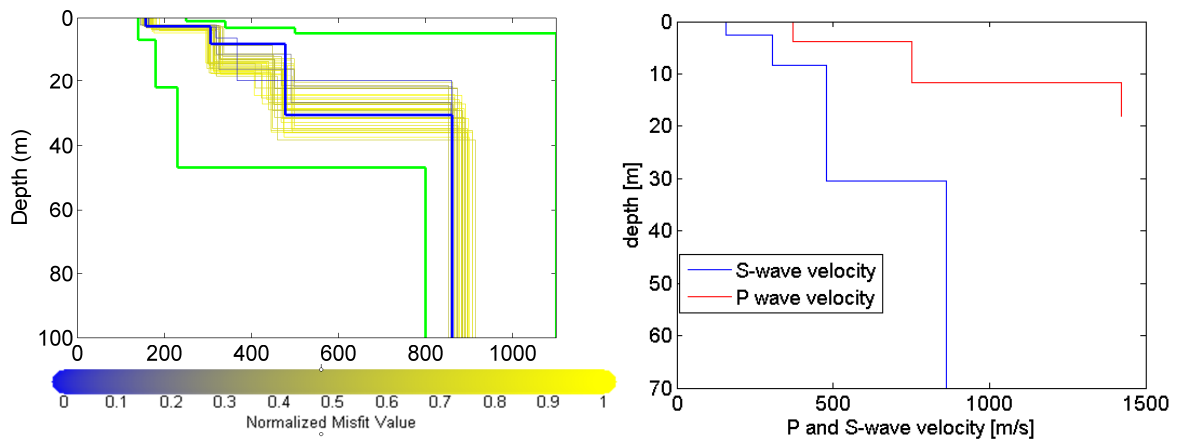 0
20
40
60
80
100
Depth (m)
0 200 400 600 800 1000
0 0.1 0.2 0.3 0.4 0.5 0.6 0.7 0.8 0.9 1
Normalized Misfit Value
0
10
20
30
40
50
60
70
depth [m]
S-wave velocity
P wave velocity
0 500 1000 1500
P and S-wave velocity [m/s]